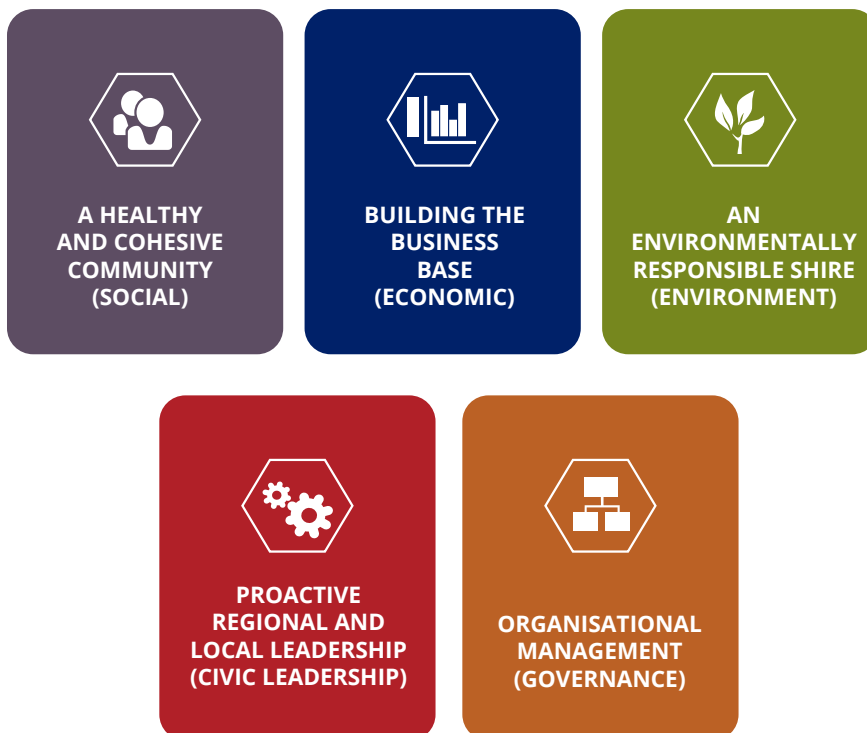 A HEALTHY
AND COHESIVE
COMMUNITY
(SOCIAL)
BUILDING THE
BUSINESS
BASE
(ECONOMIC)
AN
ENVIRONMENTALLY
RESPONSIBLE SHIRE
(ENVIRONMENT)
PROACTIVE
REGIONAL AND
LOCAL LEADERSHIP
(CIVIC LEADERSHIP)
ORGANISATIONAL
MANAGEMENT
(GOVERNANCE)